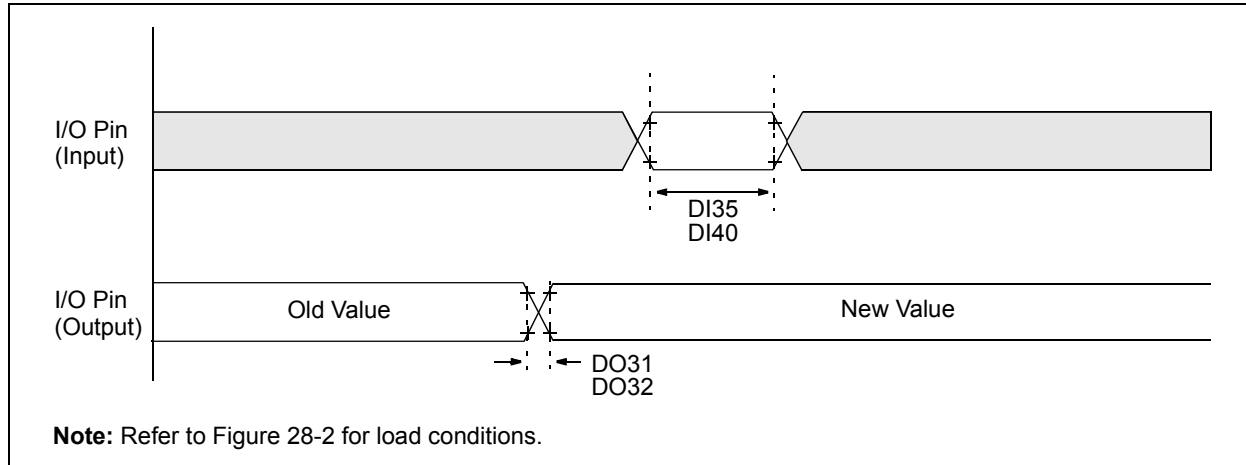 I/O Pin
(Input)
DI35
DI40
I/O Pin
(Output)
Old Value
New Value
DO31
DO32
Note: Refer to Figure 28-2 for load conditions.